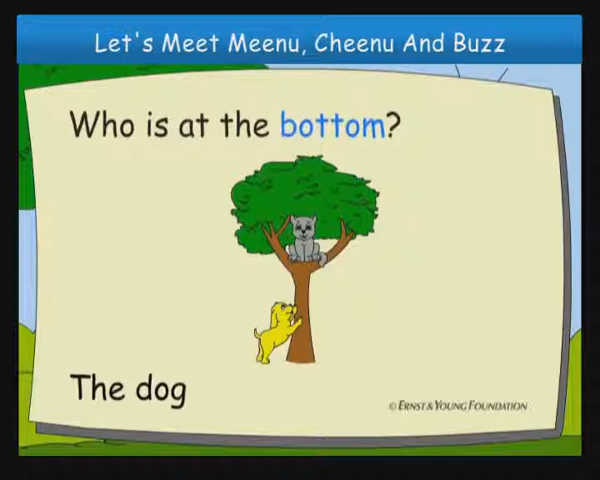 Let's Meet Meenu, Cheenu And Buzz
Who is at the bottom?
The dog
© ERNST & YOUNG FOUNDATION